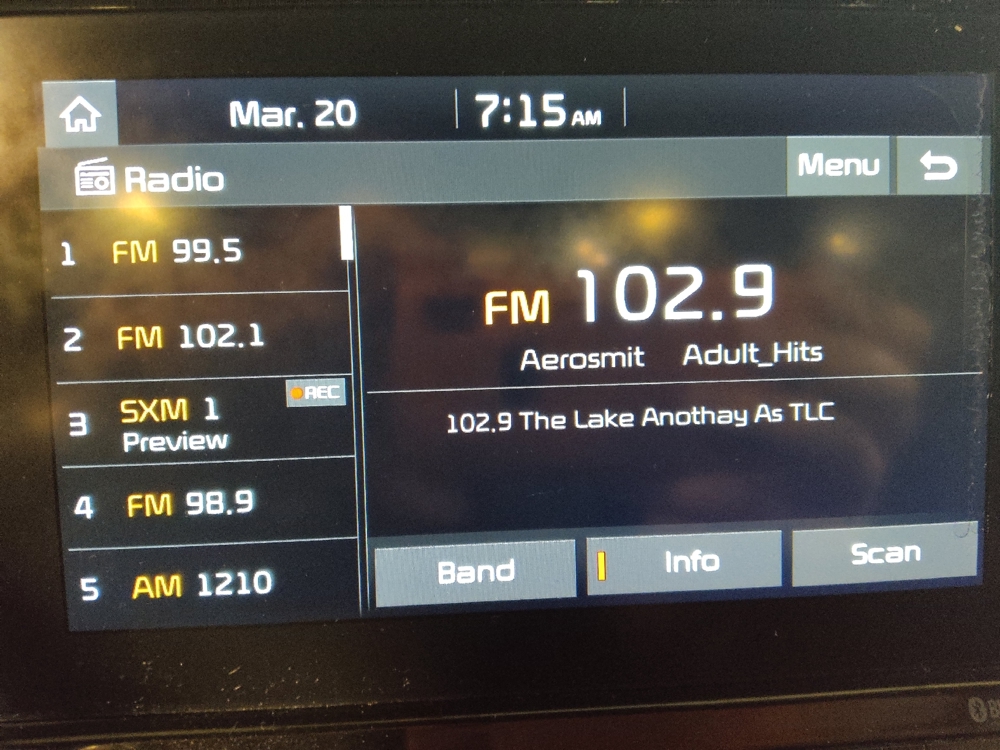 Mar. 20 7:15 AM
Radio Menu
1 FM 99.5
2 FM 102.1
3 SXM 1 REC
Preview
4 FM 98.9
5 AM 1210
FM 102.9
Aerosmit Adult_Hits
102.9 The Lake Anothay As TLC
Band Info Scan